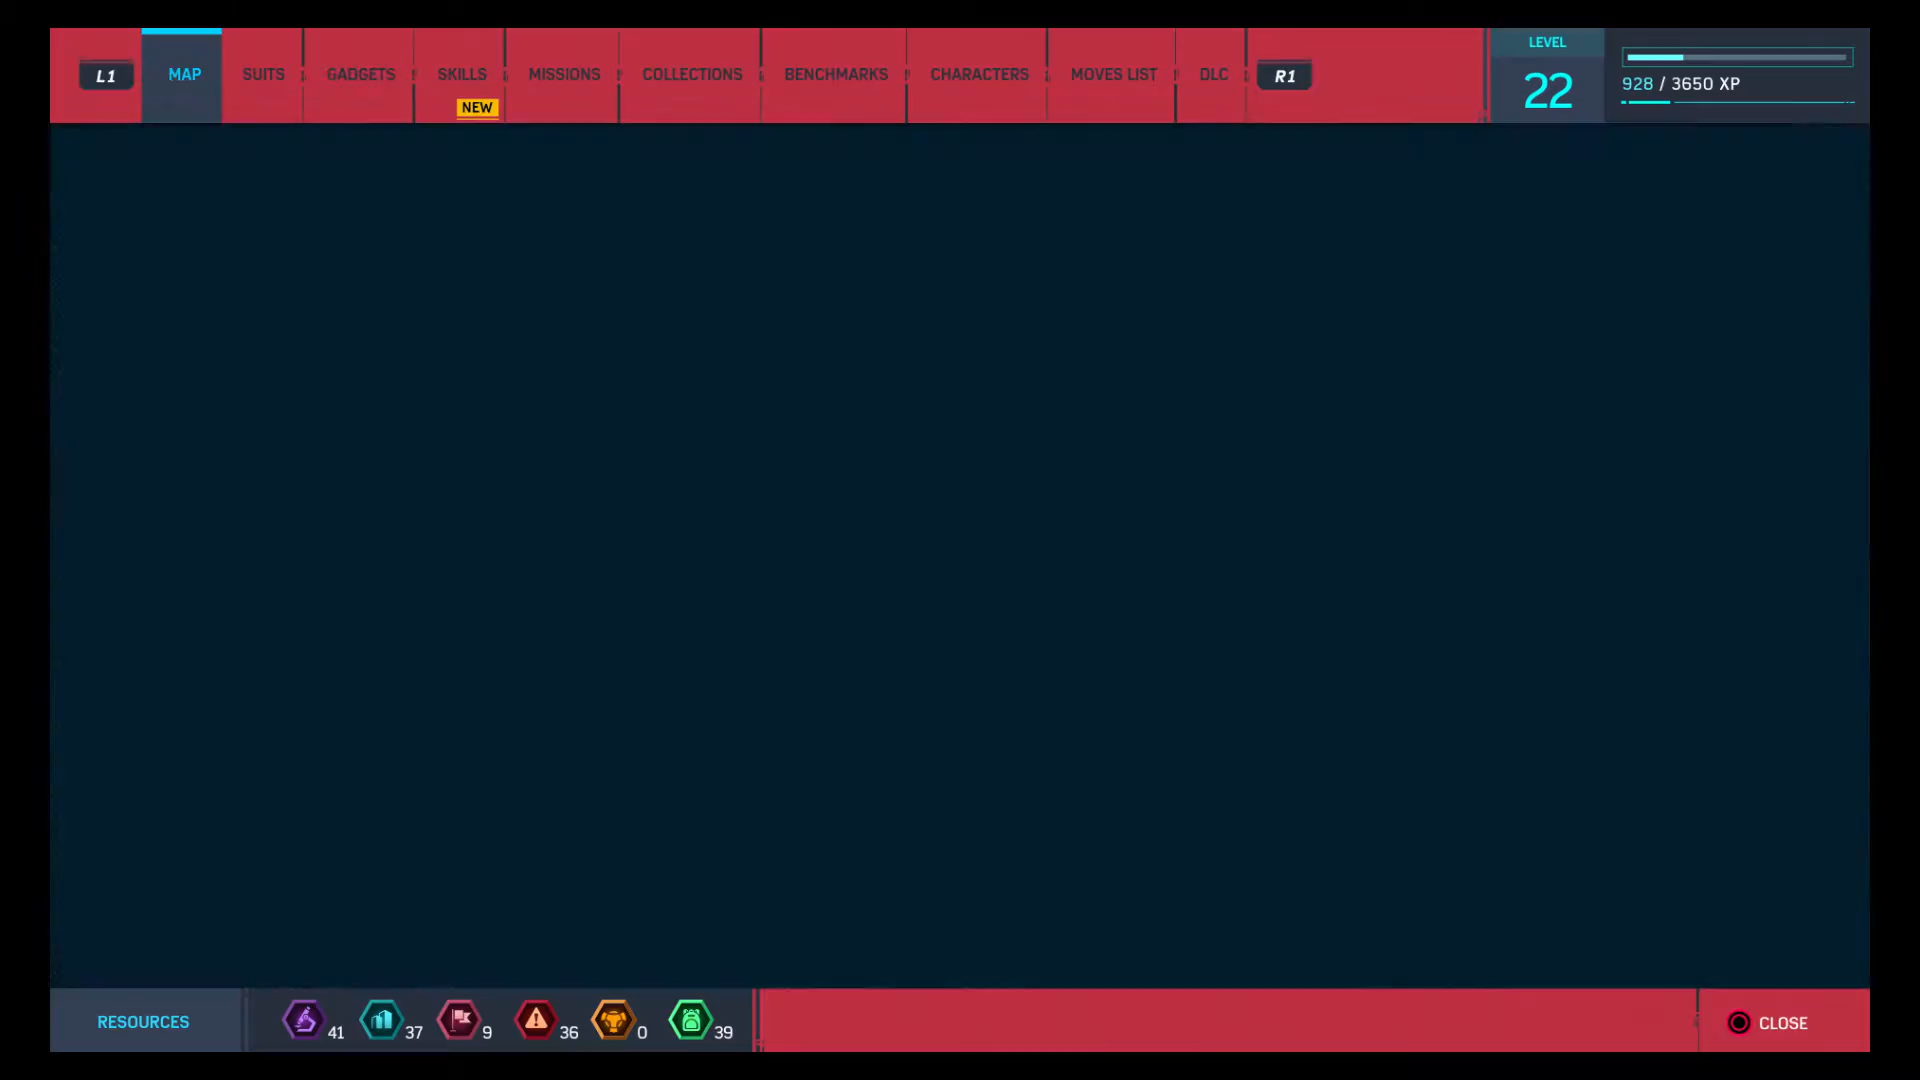 L1 MAP SUITS GADGETS SKILLS MISSIONS COLLECTIONS BENCHMARKS CHARACTERS MOVES LIST DLC R1
NEW
LEVEL
22
928 / 3650 XP
RESOURCES 41 37 9 36 0 39 CLOSE